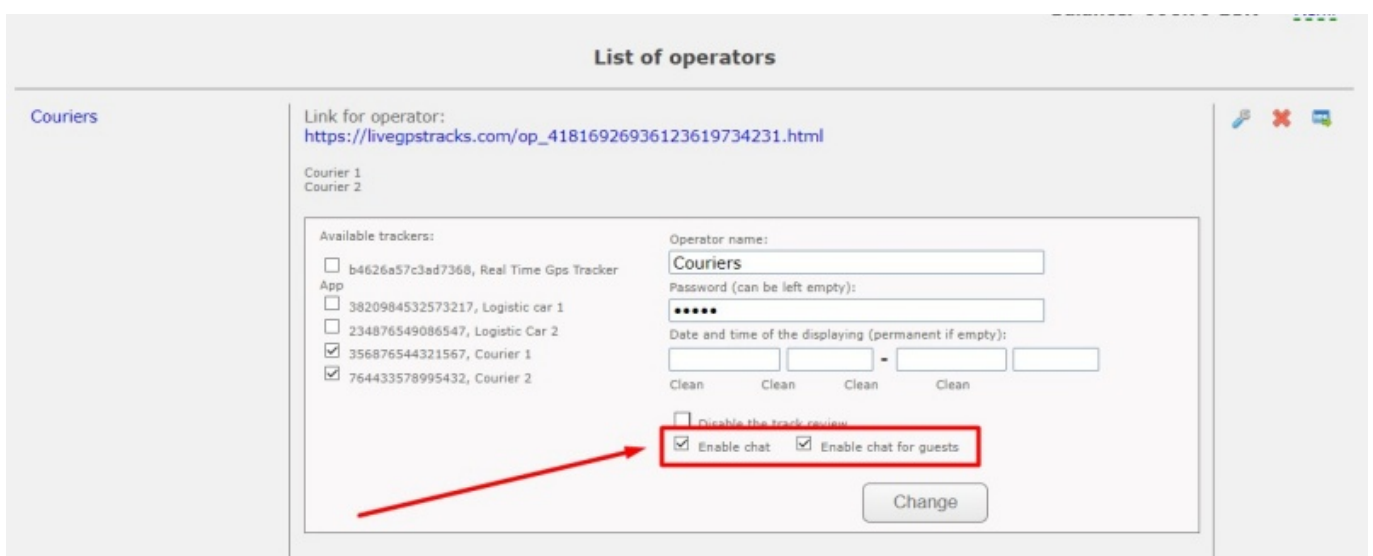 List of operators
Couriers
Link for operator:
https://livegpstracks.com/op_41816926936123619734231.html
Courier 1
Courier 2
Available trackers:
b4626a57c3ad7368, Real Time Gps Tracker
App
3820984532573217, Logistic car 1
234876549086547, Logistic Car 2
356876544321567, Courier 1
764433578995432, Courier 2
Operator name:
Couriers
Password (can be left empty):
•••••
Date and time of the displaying (permanent if empty):
-
Clean Clean Clean Clean
Disable the track review
Enable chat Enable chat for guests
Change